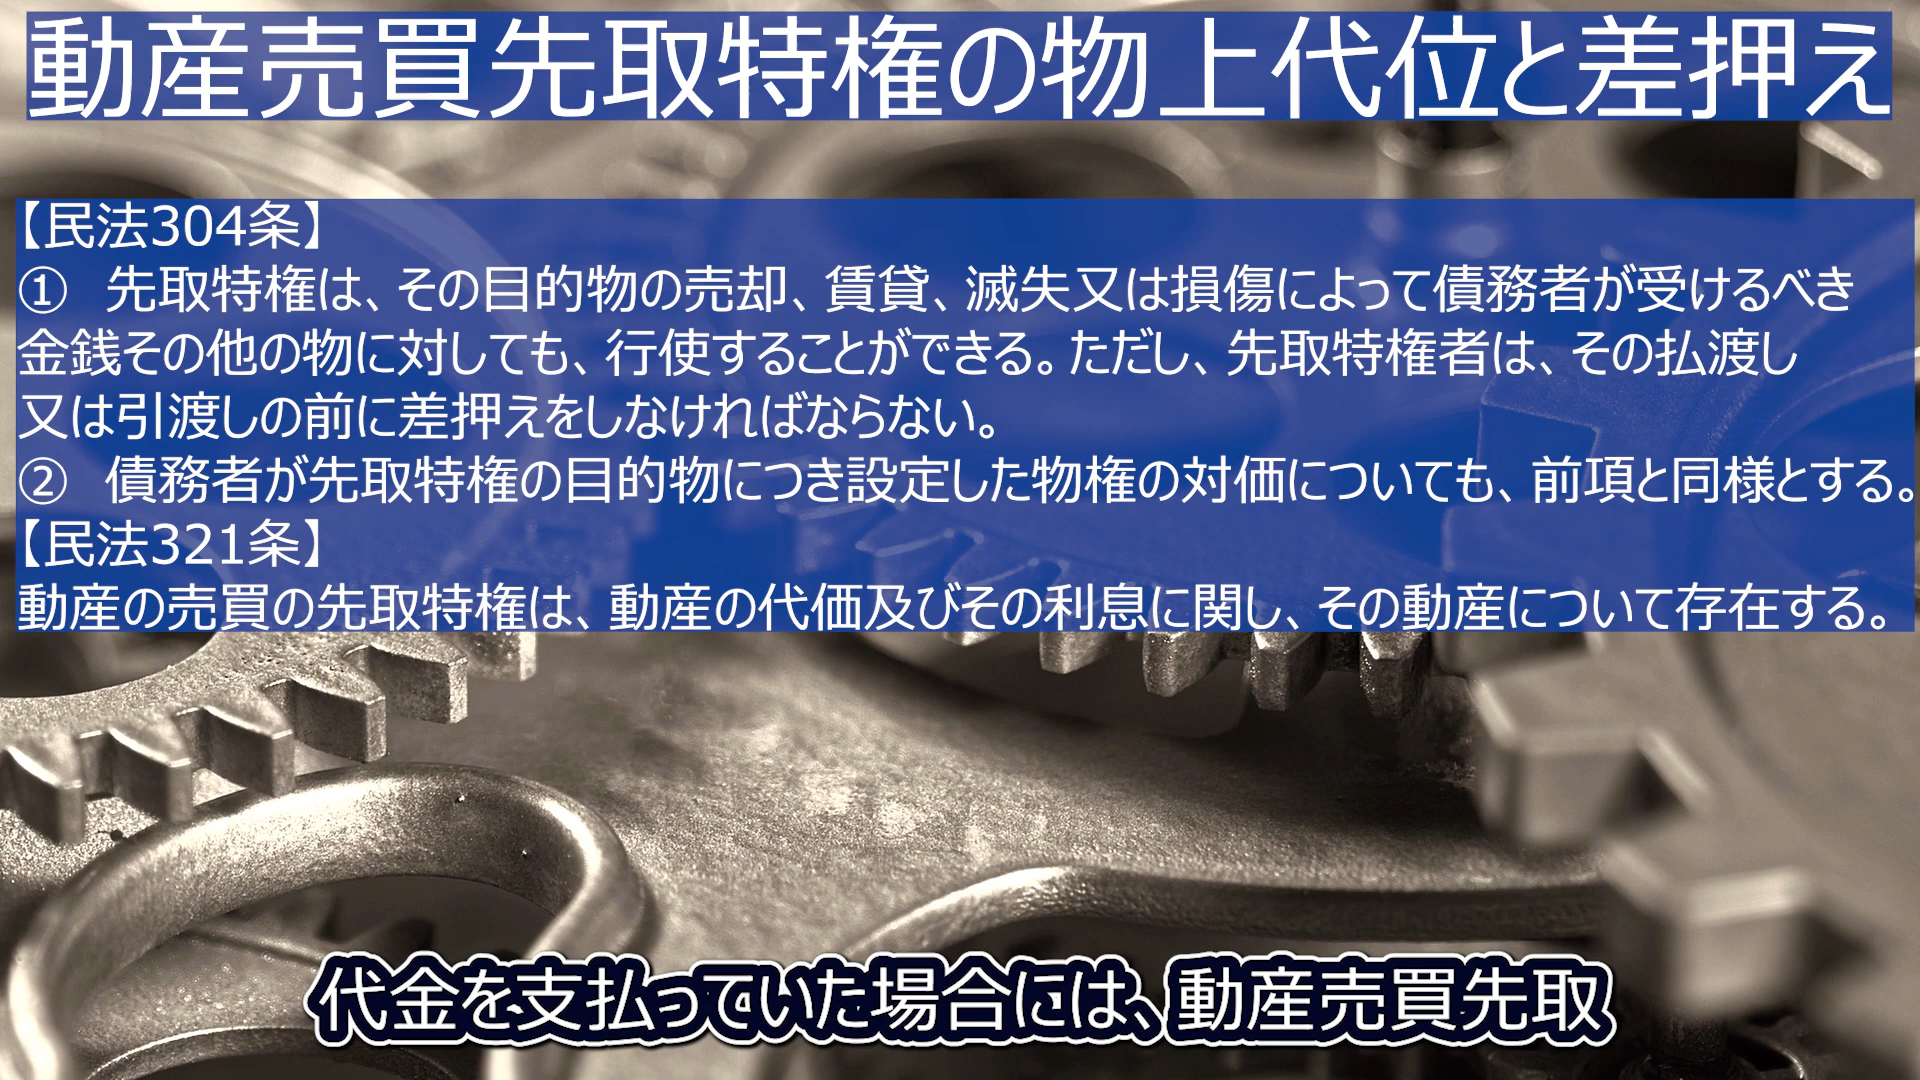 動産売買先取特権の物上代位と差押え
【民法304条】
①　先取特権は、その目的物の売却、賃貸、滅失又は損傷によって債務者が受けるべき
金銭その他の物に対しても、行使することができる。ただし、先取特権者は、その払渡し
又は引渡しの前に差押えをしなければならない。
②　債務者が先取特権の目的物につき設定した物権の対価についても、前項と同様とする。
【民法321条】
動産の売買の先取特権は、動産の代価及びその利息に関し、その動産について存在する。
代金を支払っていた場合には、動産売買先取